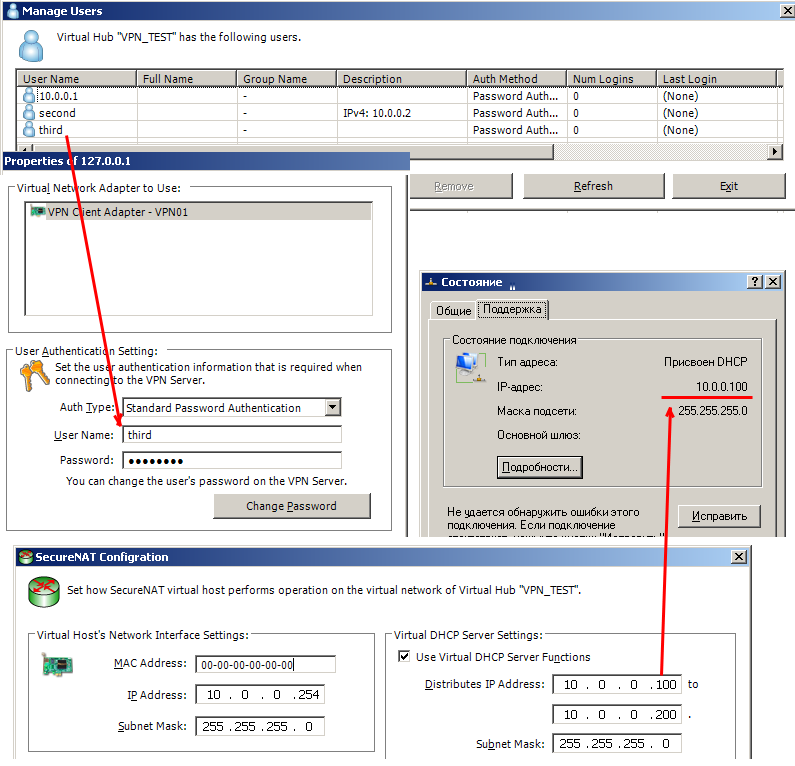 Manage Users
Virtual Hub "VPN_TEST" has the following users.
User Name Full Name Group Name Description Auth Method Num Logins Last Login
10.0.0.1 - Password Auth... 0 (None)
second - IPv4: 10.0.0.2 Password Auth... 0 (None)
third - Password Auth... 0 (None)
Properties of 127.0.0.1
Remove Refresh Exit
Virtual Network Adapter to Use:
VPN Client Adapter - VPN01
User Authentication Setting:
Set the user authentication information that is required when
connecting to the VPN Server.
Auth Type: Standard Password Authentication
User Name: third
Password: ●●●●●●●●
You can change the user's password on the VPN Server.
Change Password
Состояние
Общие Поддержка
Состояние подключения
Тип адреса: Присвоен DHCP
IP-адрес: 10.0.0.100
Маска подсети: 255.255.255.0
Основной шлюз:
Подробности...
Не удается обнаружить ошибки этого
подключения. Если подключение
Исправить
SecureNAT Configration
Set how SecureNAT virtual host performs operation on the virtual network of Virtual Hub "VPN_TEST".
Virtual Host's Network Interface Settings:
MAC Address: 00-00-00-00-00-00
IP Address: 10 . 0 . 0 .254
Subnet Mask: 255 .255 .255 . 0
Virtual DHCP Server Settings:
Use Virtual DHCP Server Functions
Distributes IP Address: 10 . 0 . 0 .100 to
10 . 0 . 0 .200 .
Subnet Mask: 255 .255 .255 . 0